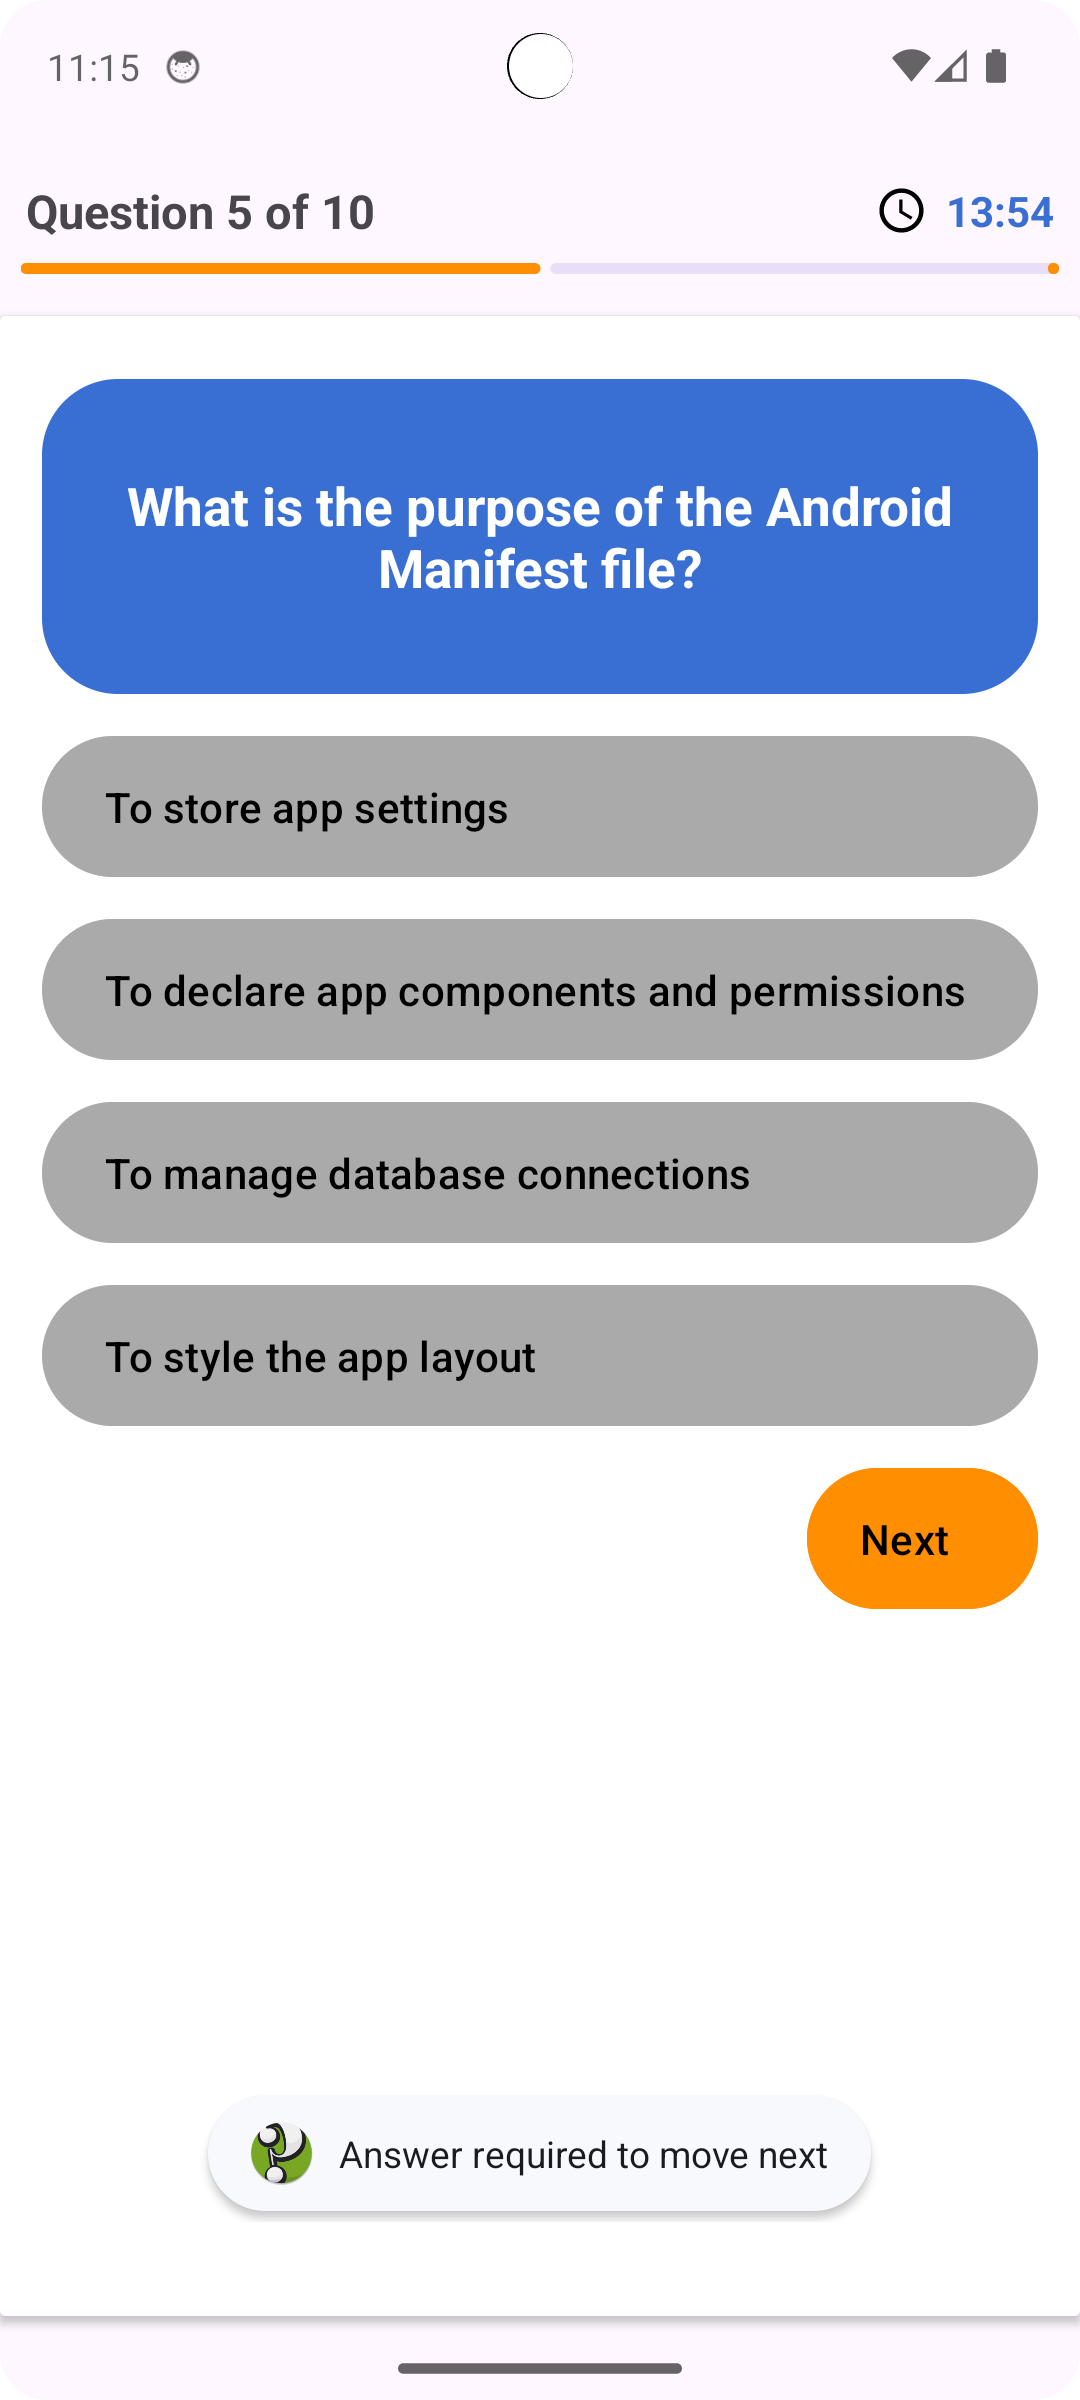 11:15
Question 5 of 10
13:54
What is the purpose of the Android
Manifest file?
To store app settings
To declare app components and permissions
To manage database connections
To style the app layout
Next
Answer required to move next